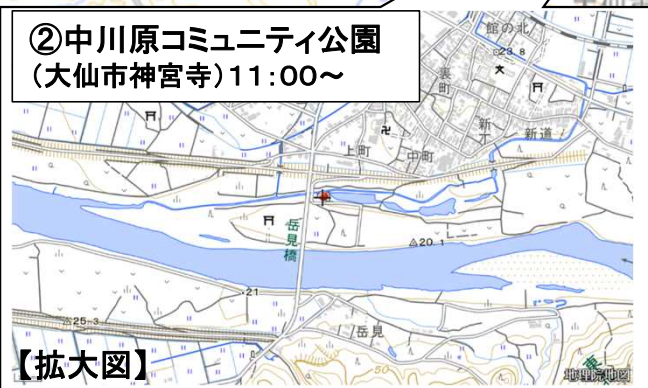 ②中川原コミュニティ公園
(大仙市神宮寺)11:00～
館の北
23.8
裏町
新丁
新道
上町
中町
岳見橋
20.1
21
25.3
岳見
50
【拡大図】
地理院地図